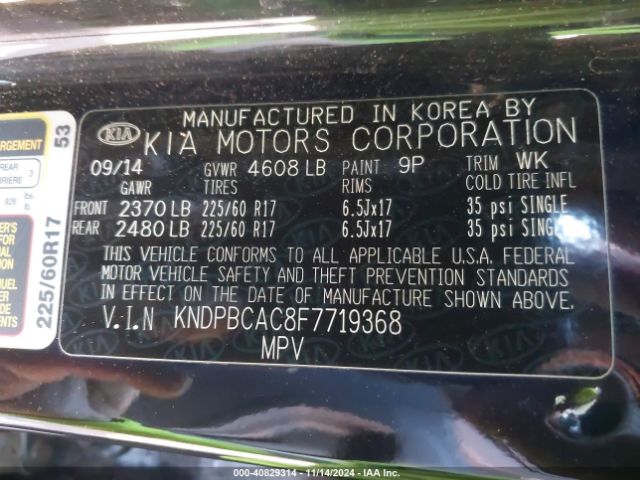 MANUFACTURED IN KOREA BY
KIA KIA MOTORS CORPORATION
09/14 GVWR 4608 LB PAINT 9P TRIM WK
GAWR TIRES RIMS COLD TIRE INFL
FRONT 2370 LB 225/60 R17 6.5Jx17 35 psi SINGLE
REAR 2480 LB 225/60 R17 6.5Jx17 35 psi SINGLE
THIS VEHICLE CONFORMS TO ALL APPLICABLE U.S.A. FEDERAL
MOTOR VEHICLE SAFETY AND THEFT PREVENTION STANDARDS
IN EFFECT ON THE DATE OF MANUFACTURE SHOWN ABOVE.
V.I.N KNDPBCAC8F7719368
MPV
225/60R17 53
REAR 3
926 lbs.
000-40829314 - 11/14/2024 - IAA Inc.